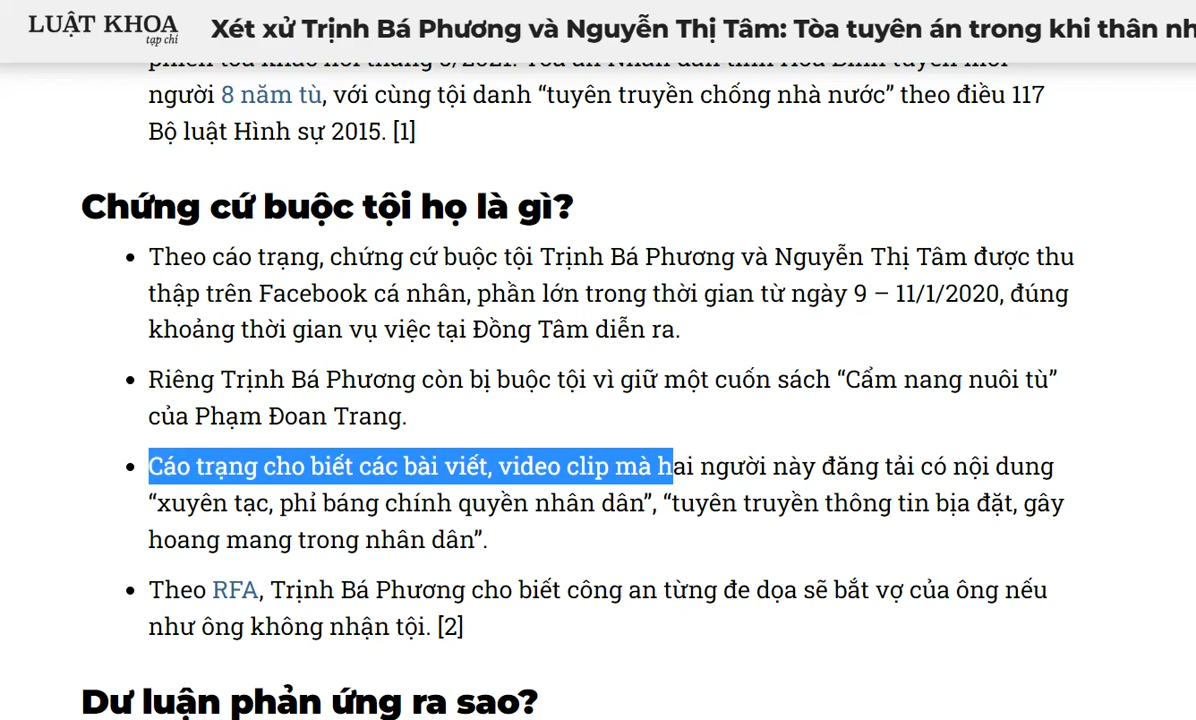 LUẬT KHOA
tạp chí
Xét xử Trịnh Bá Phương và Nguyễn Thị Tâm: Tòa tuyên án trong khi thân
người 8 năm tù, với cùng tội danh “tuyên truyền chống nhà nước” theo điều 117
Bộ luật Hình sự 2015. [1]
Chứng cứ buộc tội họ là gì?
• Theo cáo trạng, chứng cứ buộc tội Trịnh Bá Phương và Nguyễn Thị Tâm được thu
thập trên Facebook cá nhân, phần lớn trong thời gian từ ngày 9 – 11/1/2020, đúng
khoảng thời gian vụ việc tại Đồng Tâm diễn ra.
• Riêng Trịnh Bá Phương còn bị buộc tội vì giữ một cuốn sách “Cẩm nang nuôi tù”
của Phạm Đoan Trang.
• Cáo trạng cho biết các bài viết, video clip mà hai người này đăng tải có nội dung
“xuyên tạc, phỉ báng chính quyền nhân dân”, “tuyên truyền thông tin bịa đặt, gây
hoang mang trong nhân dân”.
• Theo RFA, Trịnh Bá Phương cho biết công an từng đe dọa sẽ bắt vợ của ông nếu
như ông không nhận tội. [2]
Dư luận phản ứng ra sao?